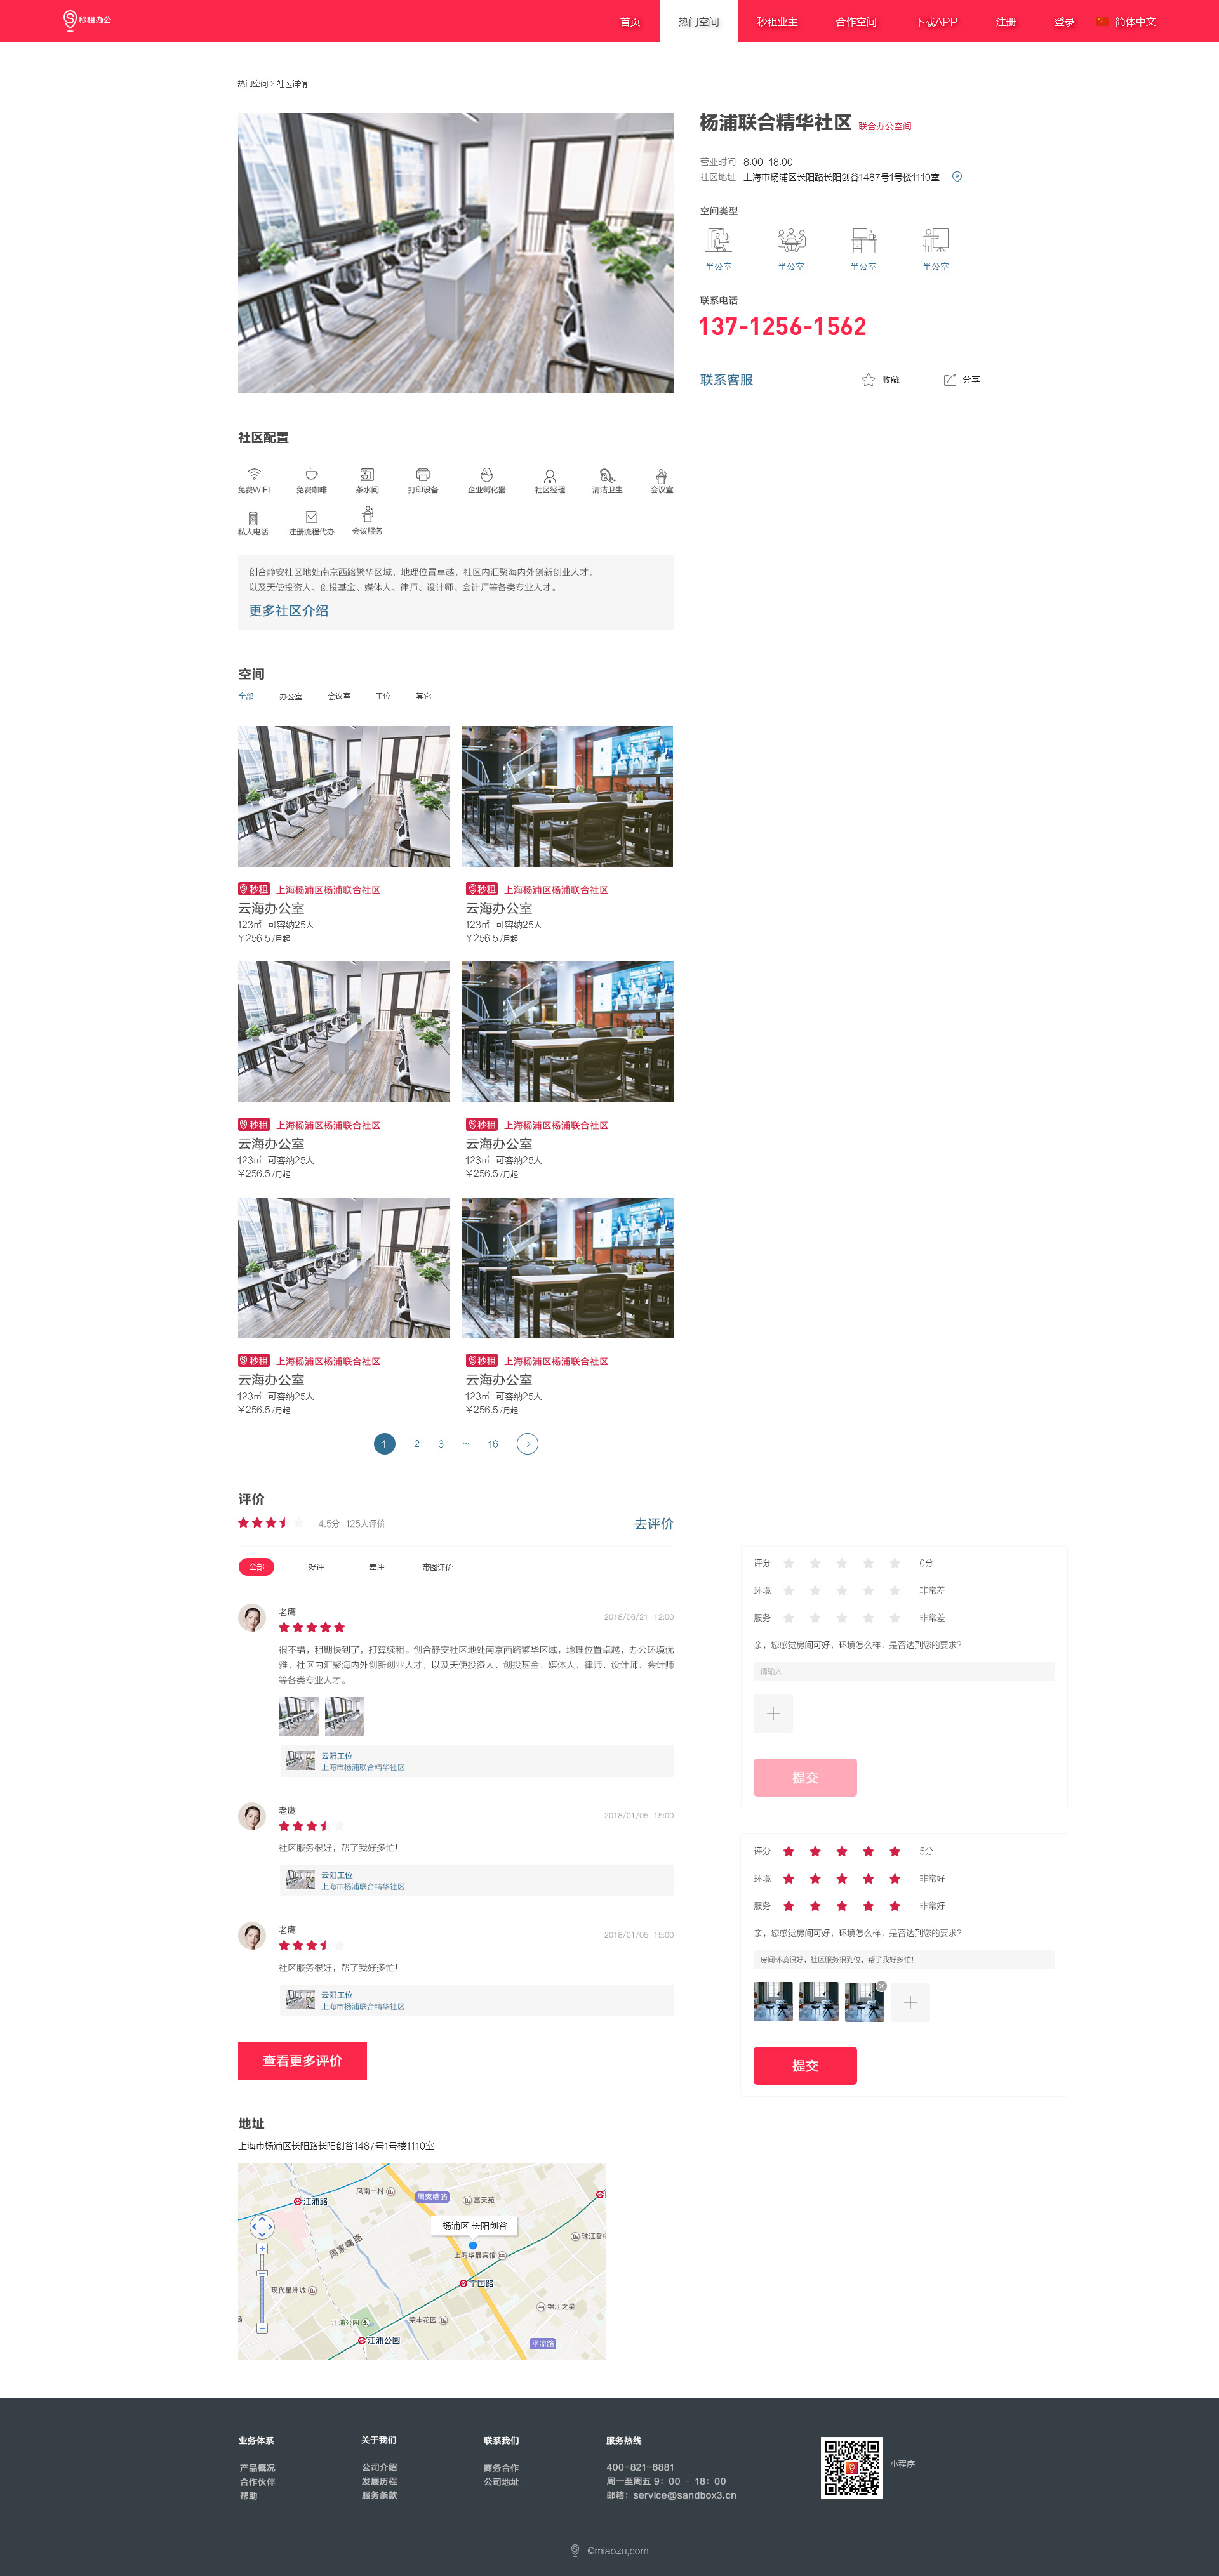 秒租办公
首页 热门空间 秒租业主 合作空间 下载APP 注册 登录 简体中文
热门空间 > 社区详情
杨浦联合精华社区 联合办公空间
营业时间 8:00-18:00
社区地址 上海市杨浦区长阳路长阳创谷1487号1号楼1110室
空间类型
半公室 半公室 半公室 半公室
联系电话
137-1256-1562
联系客服 收藏 分享
社区配置
免费WIFI 免费咖啡 茶水间 打印设备 企业孵化器 社区经理 清洁卫生 会议室
私人电话 注册流程代办 会议服务
创合静安社区地处南京西路繁华区域，地理位置卓越，社区内汇聚海内外创新创业人才，
以及天使投资人、创投基金、媒体人、律师、设计师、会计师等各类专业人才。
更多社区介绍
空间
全部 办公室 会议室 工位 其它
秒租 上海杨浦区杨浦联合社区
云海办公室
123㎡ 可容纳25人
¥256.5 /月起
秒租 上海杨浦区杨浦联合社区
云海办公室
123㎡ 可容纳25人
¥256.5 /月起
秒租 上海杨浦区杨浦联合社区
云海办公室
123㎡ 可容纳25人
¥256.5 /月起
秒租 上海杨浦区杨浦联合社区
云海办公室
123㎡ 可容纳25人
¥256.5 /月起
秒租 上海杨浦区杨浦联合社区
云海办公室
123㎡ 可容纳25人
¥256.5 /月起
秒租 上海杨浦区杨浦联合社区
云海办公室
123㎡ 可容纳25人
¥256.5 /月起
1 2 3 ... 16 >
评价
4.5分 125人评价 去评价
全部 好评 差评 带图评价
老鹰 2018/06/21 12:00
很不错，租期快到了，打算续租。创合静安社区地处南京西路繁华区域，地理位置卓越，办公环境优
雅，社区内汇聚海内外创新创业人才，以及天使投资人、创投基金、媒体人、律师、设计师、会计师
等各类专业人才。
云阳工位
上海市杨浦联合精华社区
老鹰 2018/01/05 15:00
社区服务很好，帮了我好多忙！
云阳工位
上海市杨浦联合精华社区
老鹰 2018/01/05 15:00
社区服务很好，帮了我好多忙！
云阳工位
上海市杨浦联合精华社区
查看更多评价
评分 0分
环境 非常差
服务 非常差
亲，您感觉房间可好，环境怎么样，是否达到您的要求？
请输入
提交
评分 5分
环境 非常好
服务 非常好
亲，您感觉房间可好，环境怎么样，是否达到您的要求？
房间环境很好，社区服务很到位，帮了我好多忙！
提交
地址
上海市杨浦区长阳路长阳创谷1487号1号楼1110室
凤南一村
周家嘴路
富天苑
江浦路
杨浦区 长阳创谷
珠江香樟
周家嘴路
上海华晶宾馆
宁国路
现代星洲城
锦江之星
江浦公园
荣丰花园
江浦公园
平凉路
业务体系 关于我们 联系我们 服务热线
产品概况 公司介绍 商务合作 400-821-6881
合作伙伴 发展历程 公司地址 周一至周五 9：00 - 18：00
帮助 服务条款 邮箱：service@sandbox3.cn
小程序
©miaozu,com